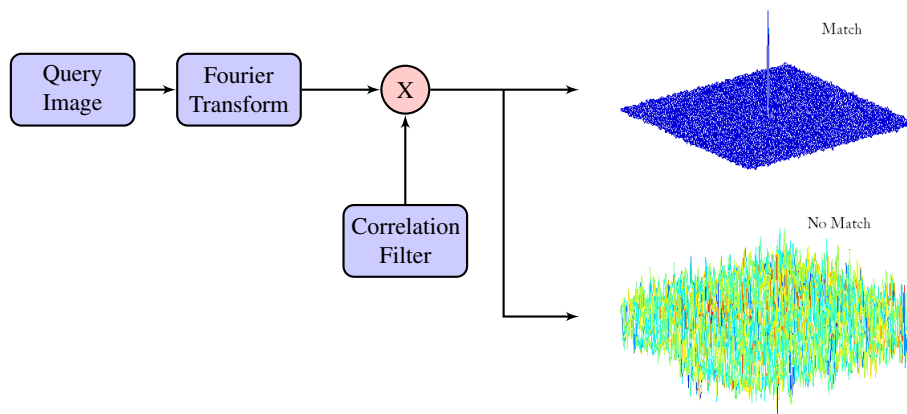 Match
Query
Image
Fourier
Transform
X
Correlation
Filter
No Match